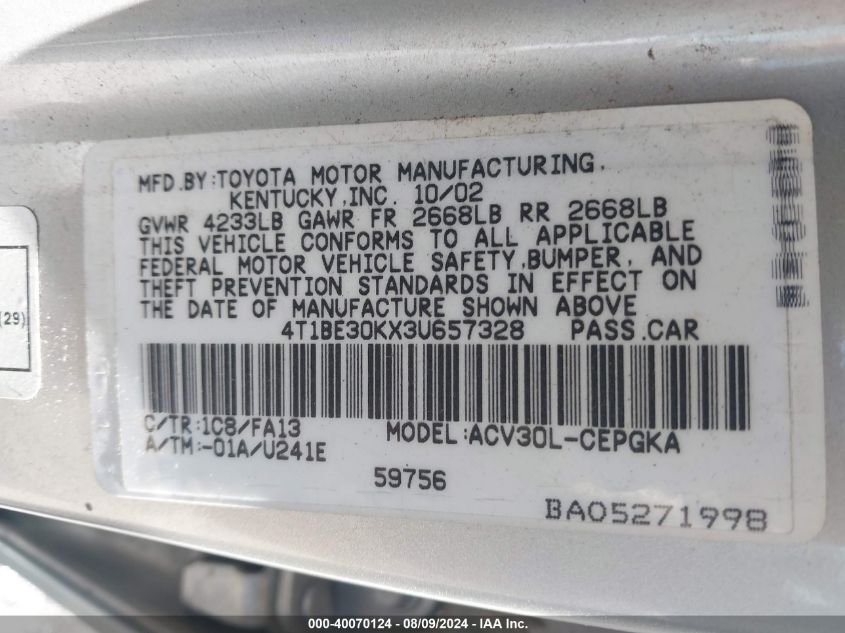 MFD.BY:TOYOTA MOTOR MANUFACTURING,
KENTUCKY,INC. 10/02
GVWR 4233LB GAWR FR 2668LB RR 2668LB
THIS VEHICLE CONFORMS TO ALL APPLICABLE
FEDERAL MOTOR VEHICLE SAFETY,BUMPER, AND
THEFT PREVENTION STANDARDS IN EFFECT ON
THE DATE OF MANUFACTURE SHOWN ABOVE
4T1BE30KX3U657328 PASS.CAR
C/TR:1C8/FA13 MODEL:ACV30L-CEPGKA
A/TM:-01A/U241E
59756
BA05271998
(29)
000-40070124 - 08/09/2024 - IAAI.com